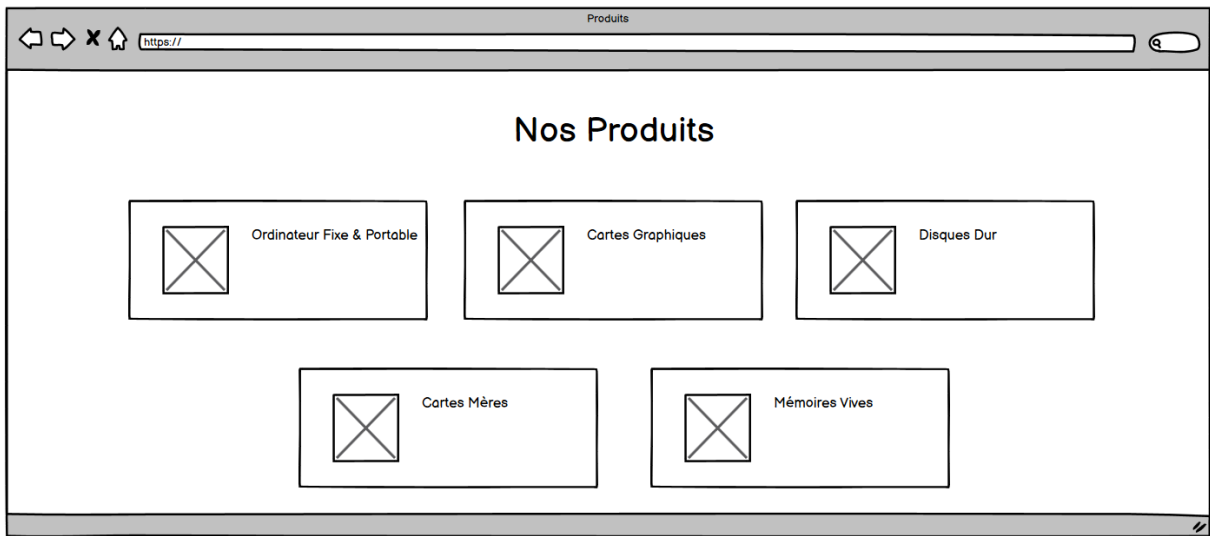 Produits
https://
Nos Produits
Ordinateur Fixe & Portable
Cartes Graphiques
Disques Dur
Cartes Mères
Mémoires Vives